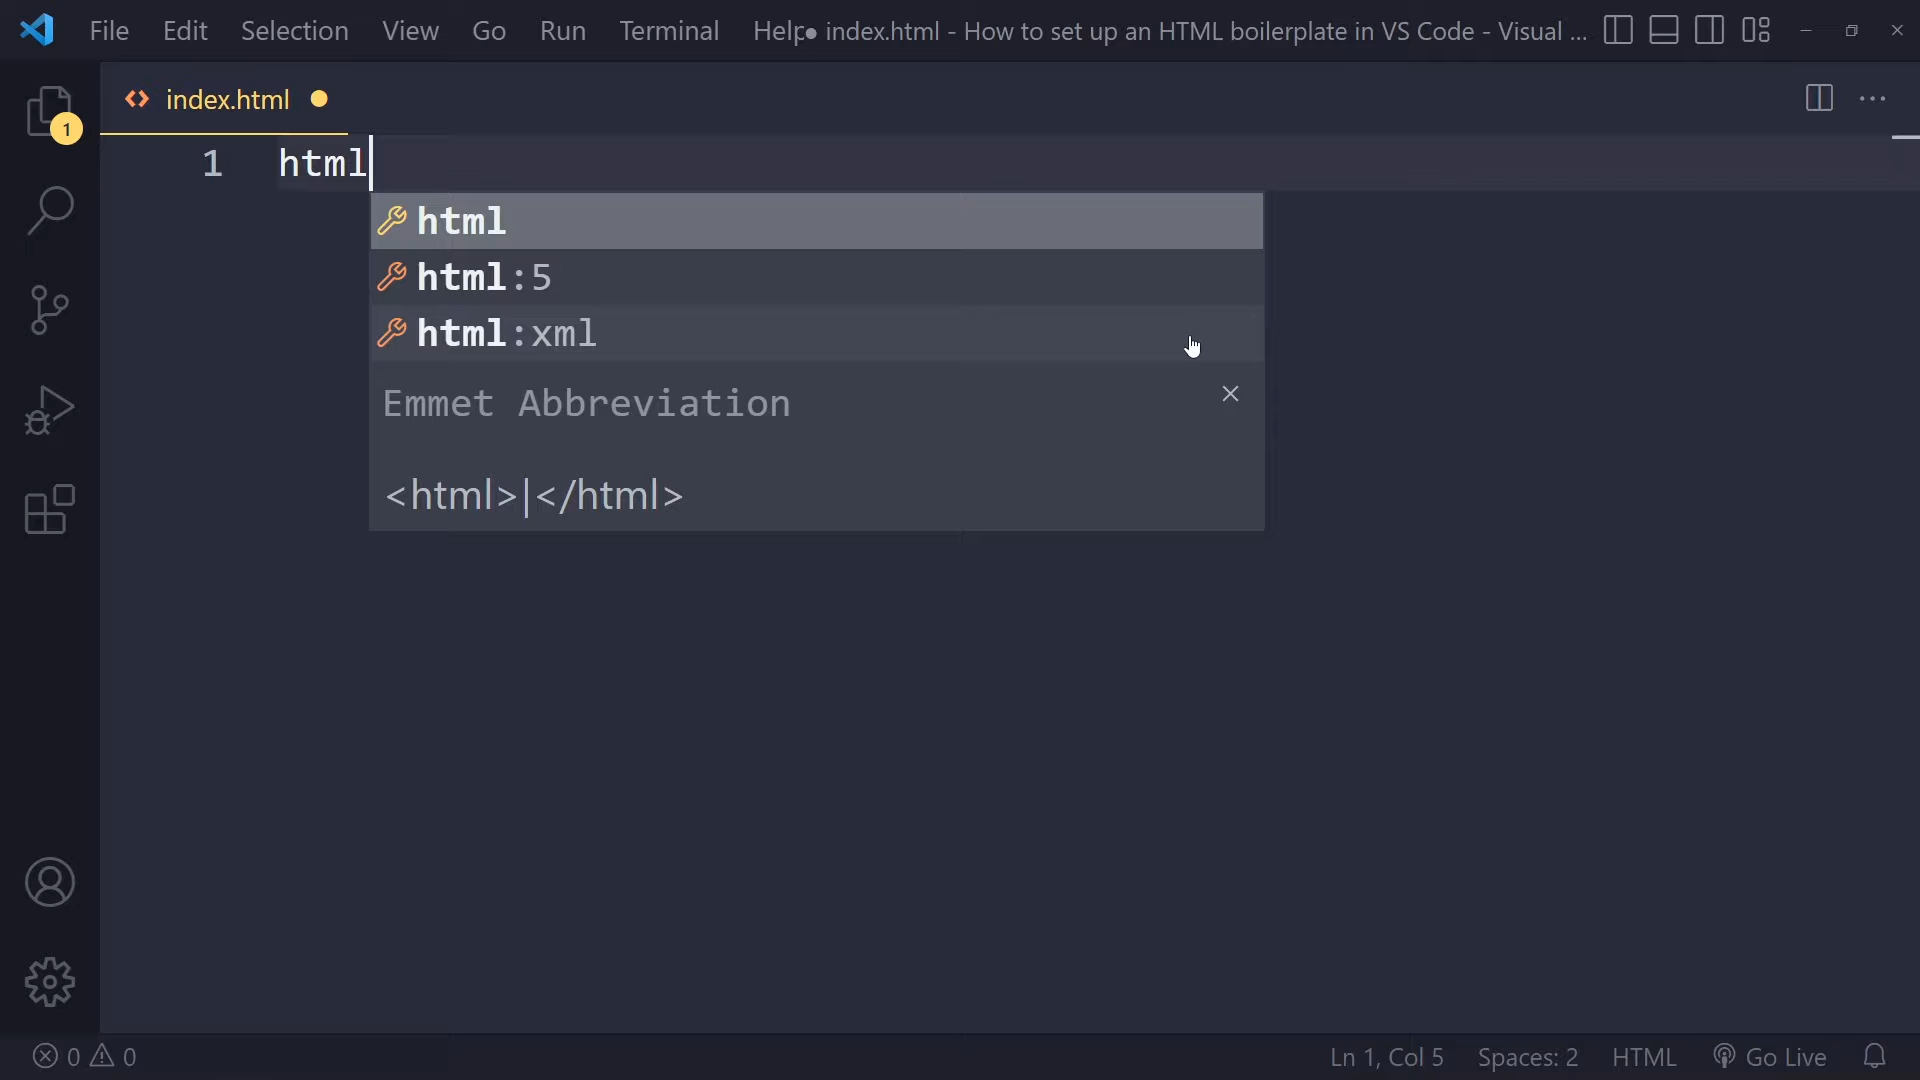 File Edit Selection View Go Run Terminal Help ● index.html - How to set up an HTML boilerplate in VS Code - Visual ...
1
index.html
1 html
html
html:5
html:xml
Emmet Abbreviation
<html>|</html>
0 0 Ln 1, Col 5 Spaces: 2 HTML Go Live